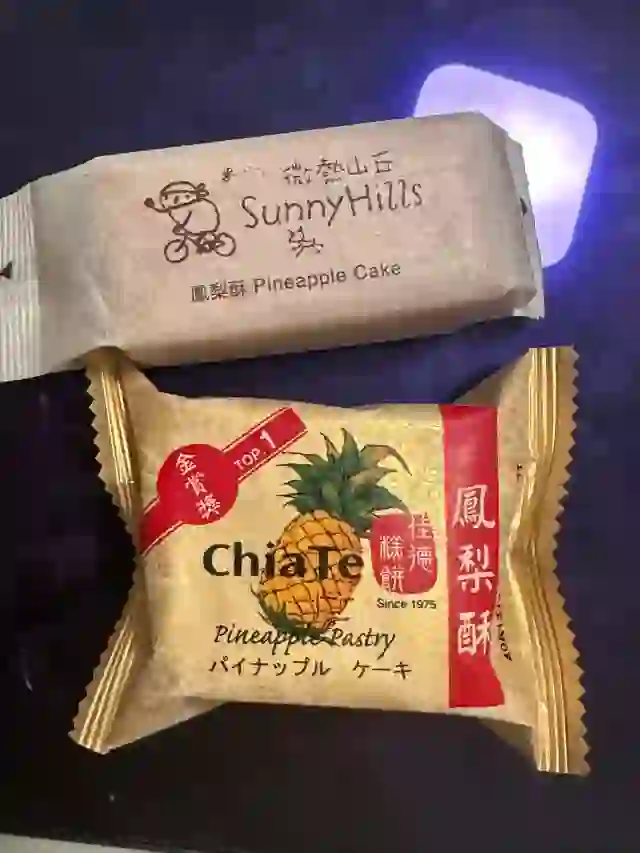 微熱山丘
SunnyHills
鳳梨酥 Pineapple Cake
金賞獎
TOP.1
ChiaTe
佳德
糕餅
Since 1975
鳳梨酥
Pineapple Pastry
パイナップル ケーキ